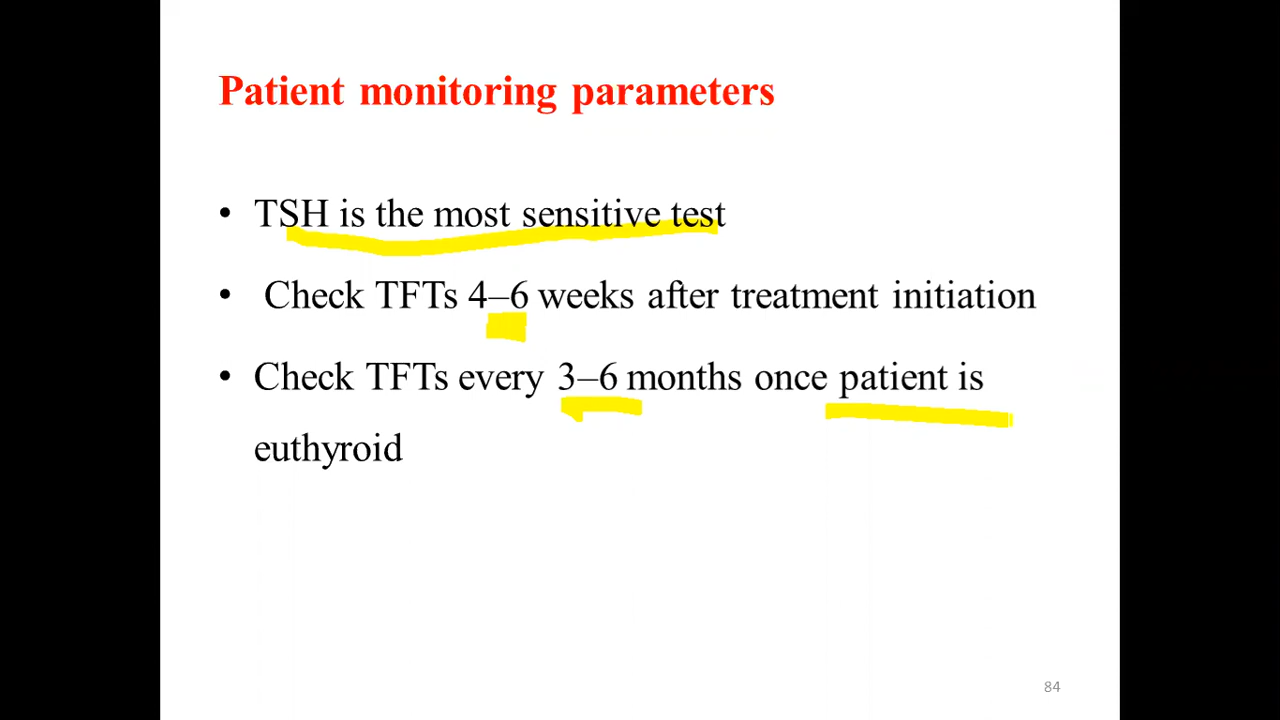 Patient monitoring parameters
• TSH is the most sensitive test
• Check TFTs 4–6 weeks after treatment initiation
• Check TFTs every 3–6 months once patient is
euthyroid
84